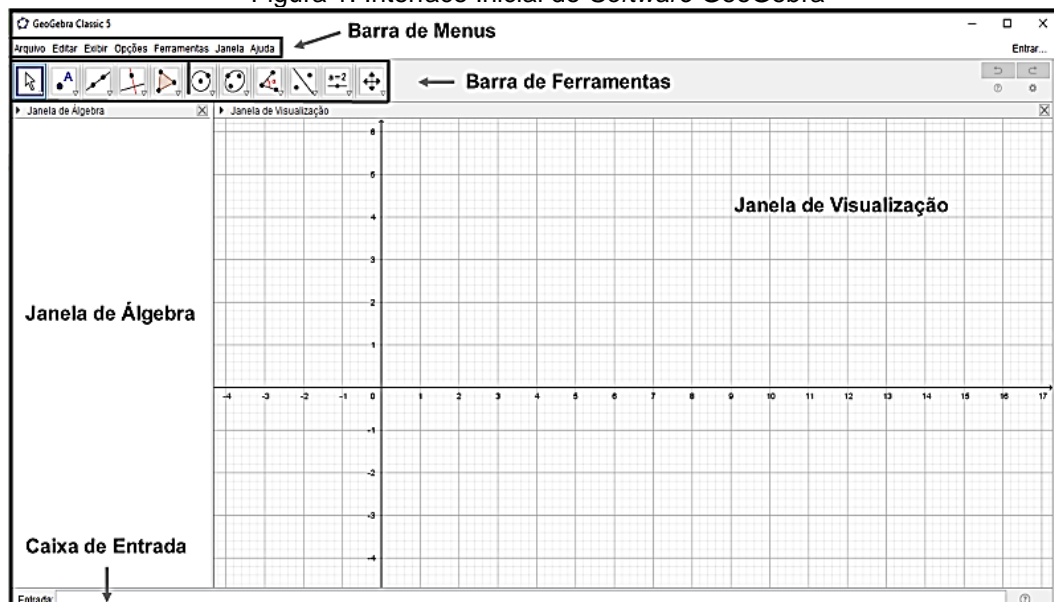 Figura 1: Interface Inicial do Software GeoGebra
GeoGebra Classic 5
Barra de Menus
Arquivo Editar Exibir Opções Ferramentas Janela Ajuda
Entrar...
A
a=2
Barra de Ferramentas
Janela de Álgebra
Janela de Visualização
6
5
4
Janela de Visualização
3
2
Janela de Álgebra
1
-4 -3 -2 -1 0 1 2 3 4 5 6 7 8 9 10 11 12 13 14 15 16 17
-1
-2
-3
Caixa de Entrada
-4
Entrada: